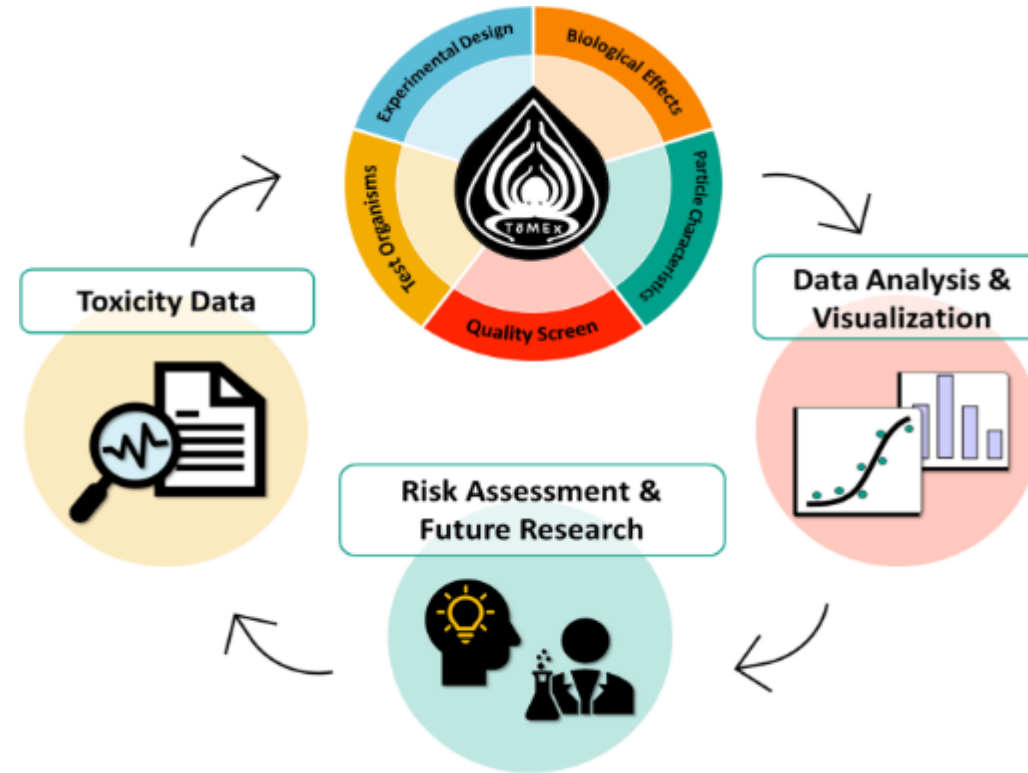 Experimental Design
Biological Effects
Particle Characteristics
Quality Screen
Test Organisms
TOMEx
Toxicity Data
Data Analysis &
Visualization
Risk Assessment &
Future Research